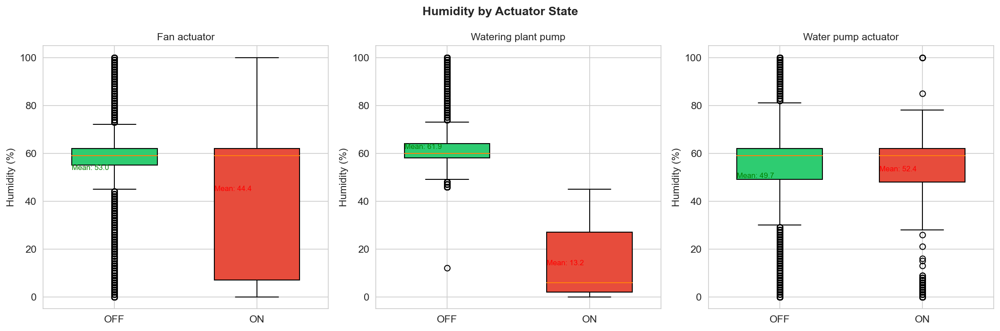 Humidity by Actuator State
Fan actuator
Humidity (%)
100
80
60
40
20
0
Mean: 53.0
Mean: 44.4
OFF
ON
Watering plant pump
Humidity (%)
100
80
60
40
20
0
Mean: 61.9
Mean: 13.2
OFF
ON
Water pump actuator
Humidity (%)
100
80
60
40
20
0
Mean: 49.7
Mean: 52.4
OFF
ON